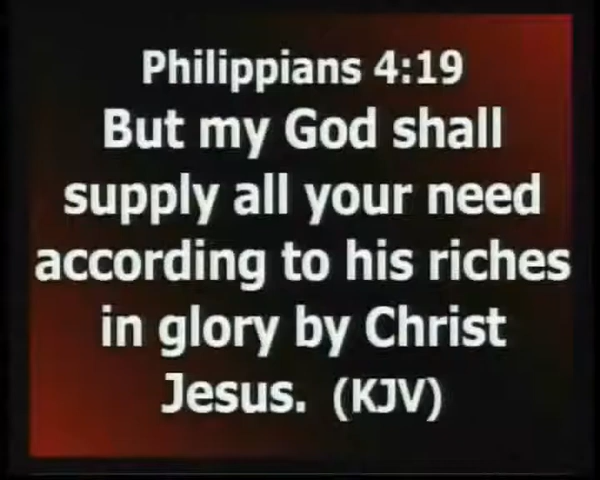 Philippians 4:19
But my God shall
supply all your need
according to his riches
in glory by Christ
Jesus. (KJV)